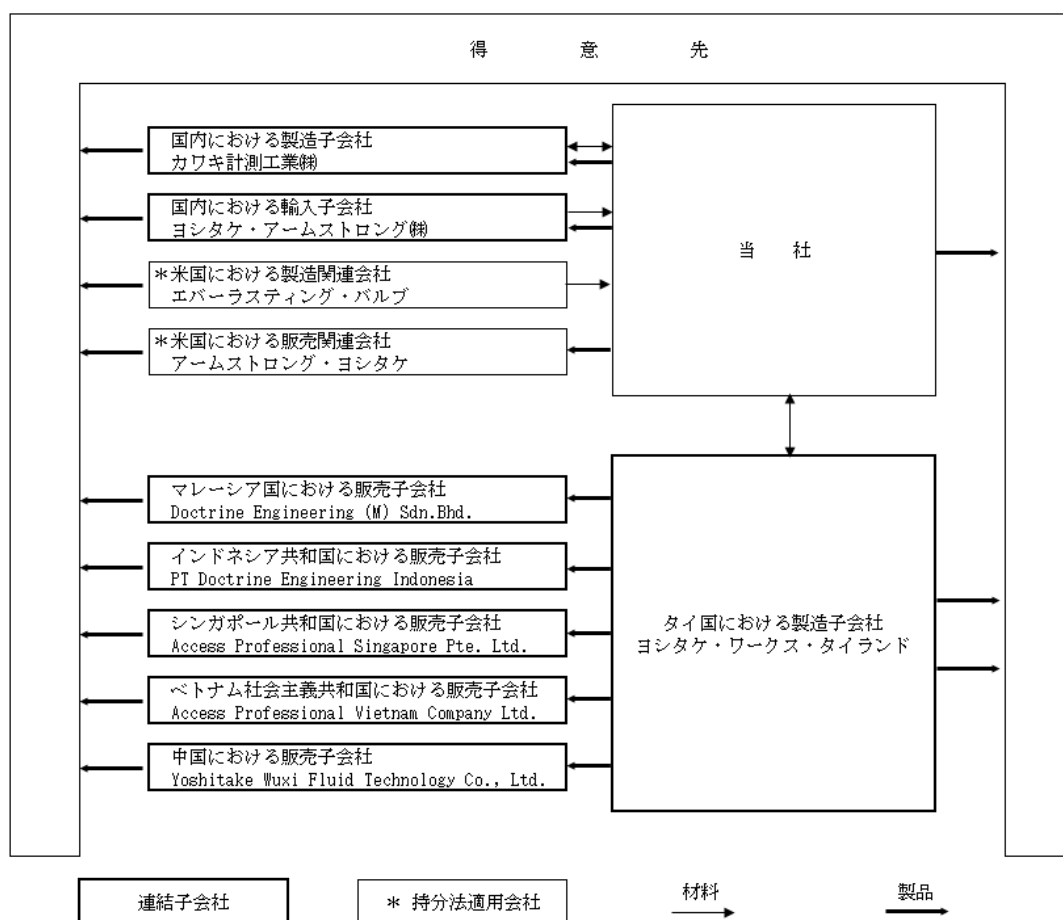 得意先
国内における製造子会社
カワキ計測工業㈱
国内における輸入子会社
ヨシタケ・アームストロング㈱
*米国における製造関連会社
エバーラスティング・バルブ
*米国における販売関連会社
アームストロング・ヨシタケ
当社
マレーシア国における販売子会社
Doctrine Engineering (M) Sdn.Bhd.
インドネシア共和国における販売子会社
PT Doctrine Engineering Indonesia
シンガポール共和国における販売子会社
Access Professional Singapore Pte. Ltd.
ベトナム社会主義共和国における販売子会社
Access Professional Vietnam Company Ltd.
中国における販売子会社
Yoshitake Wuxi Fluid Technology Co., Ltd.
タイ国における製造子会社
ヨシタケ・ワークス・タイランド
連結子会社
* 持分法適用会社
材料
製品